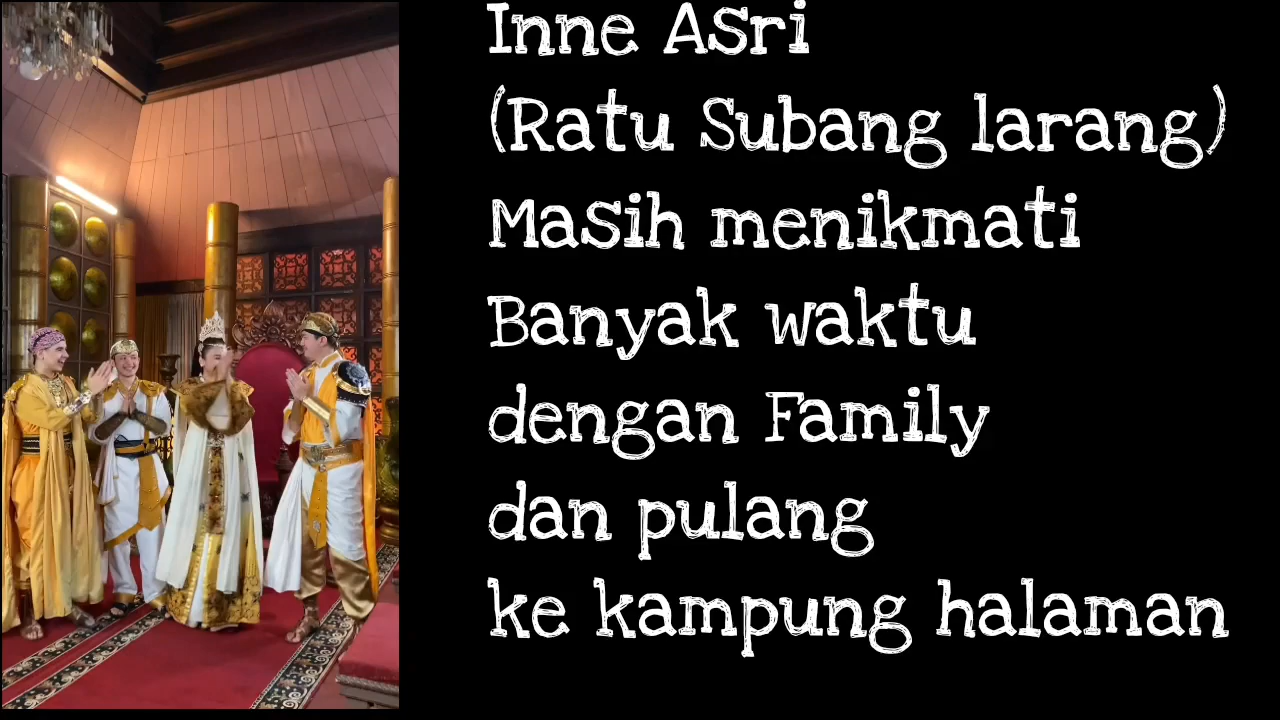 Inne Asri
(Ratu Subang larang)
Masih menikmati
Banyak waktu
dengan Family
dan pulang
ke kampung halaman